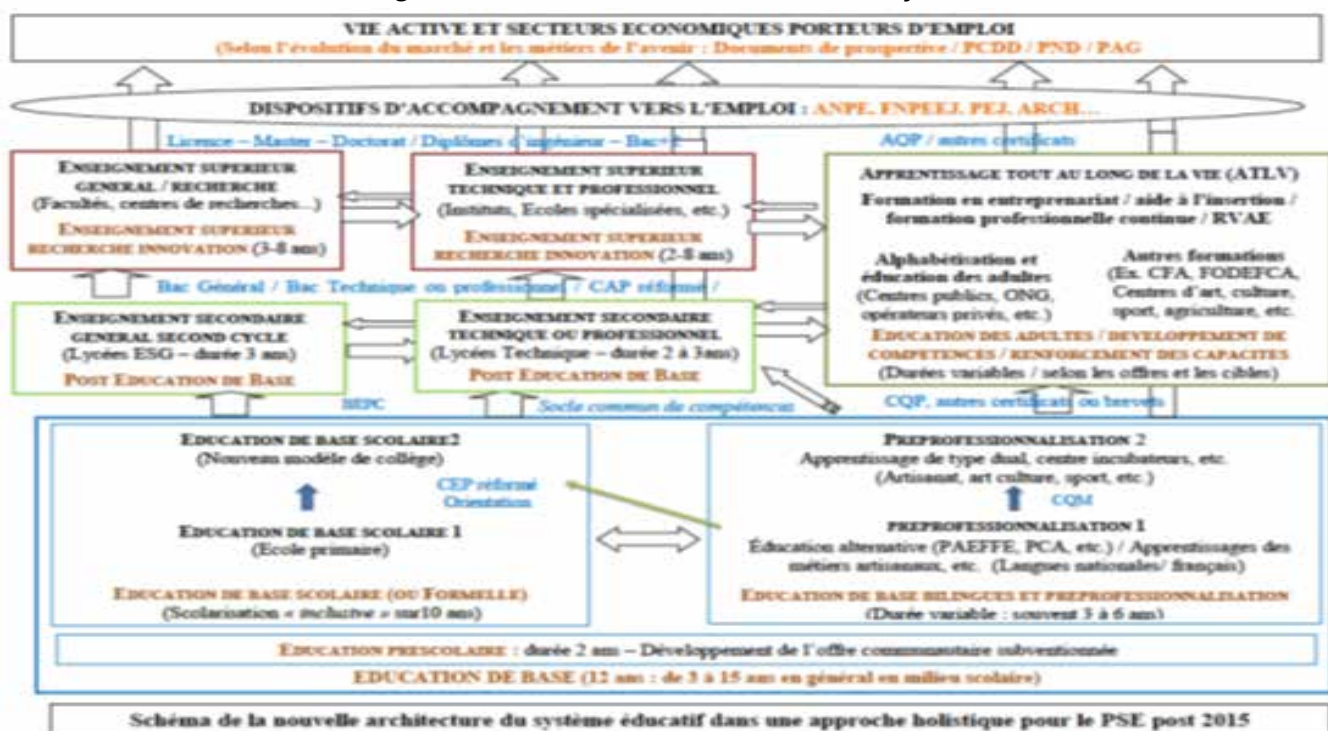 VIE ACTIVE ET SECTEURS ECONOMIQUES PORTEURS D'EMPLOI
(Selon l'évolution du marché et les métiers de l'avenir : Documents de prospective / PCDD / PND / PAG
DISPOSITIFS D'ACCOMPAGNEMENT VERS L'EMPLOI : ANPE, FNPEEJ, PEJ, ARCH…
Licence – Master – Doctorat / Diplômes d'ingénieur – Bac+2
AQP / autres certificats
ENSEIGNEMENT SUPERIEUR
GENERAL / RECHERCHE
(Facultés, centres de recherches...)
ENSEIGNEMENT SUPERIEUR
RECHERCHE INNOVATION (3-8 ans)
ENSEIGNEMENT SUPERIEUR
TECHNIQUE ET PROFESSIONNEL
(Instituts, Ecoles spécialisées, etc.)
ENSEIGNEMENT SUPERIEUR
RECHERCHE INNOVATION (2-8 ans)
APPRENTISSAGE TOUT AU LONG DE LA VIE (ATLV)
Formation en entreprenariat / aide à l'insertion /
formation professionnelle continue / RVAE
Alphabétisation et
éducation des adultes
(Centres publics, ONG,
opérateurs privés, etc.)
Autres formations
(Ex. CFA, FODEFCA,
Centres d'art, culture,
sport, agriculture, etc.
EDUCATION DES ADULTES / DEVELOPPEMENT DE
COMPETENCES / RENFORCEMENT DES CAPACITES
(Durées variables / selon les offres et les cibles)
Bac Général / Bac Technique ou professionnel / CAP réformé /
ENSEIGNEMENT SECONDAIRE
GENERAL SECOND CYCLE
(Lycées ESG – durée 3 ans)
POST EDUCATION DE BASE
ENSEIGNEMENT SECONDAIRE
TECHNIQUE OU PROFESSIONNEL
(Lycées Technique – durée 2 à 3ans)
POST EDUCATION DE BASE
BEPC
Socle commun de compétences
CQP, autres certificats ou brevets
EDUCATION DE BASE SCOLAIRE2
(Nouveau modèle de collège)
CEP réformé
Orientation
EDUCATION DE BASE SCOLAIRE 1
(Ecole primaire)
EDUCATION DE BASE SCOLAIRE (OU FORMELLE)
(Scolarisation « inclusive » sur10 ans)
PREPROFESSIONNALISATION 2
Apprentissage de type dual, centre incubateurs, etc.
(Artisanat, art culture, sport, etc.)
CQM
PREPROFESSIONNALISATION 1
Éducation alternative (PAEFFE, PCA, etc.) / Apprentissages des
métiers artisanaux, etc. (Langues nationales/ français)
EDUCATION DE BASE BILINGUES ET PREPROFESSIONNALISATION
(Durée variable : souvent 3 à 6 ans)
EDUCATION PRESCOLAIRE : durée 2 ans – Développement de l'offre communautaire subventionnée
EDUCATION DE BASE (12 ans : de 3 à 15 ans en général en milieu scolaire)
Schéma de la nouvelle architecture du système éducatif dans une approche holistique pour le PSE post 2015